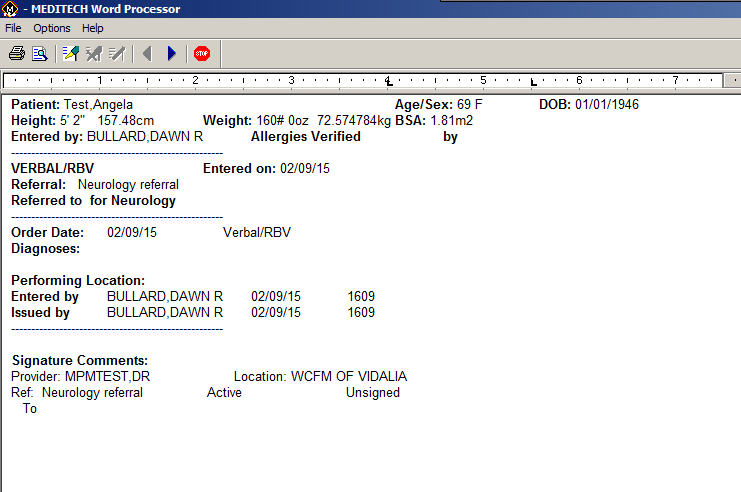 - MEDITECH Word Processor
File Options Help
STOP
1 2 3 4 5 6 7
Patient: Test,Angela Age/Sex: 69 F DOB: 01/01/1946
Height: 5' 2" 157.48cm Weight: 160# 0oz 72.574784kg BSA: 1.81m2
Entered by: BULLARD,DAWN R Allergies Verified by
------------------------------------------------------
VERBAL/RBV Entered on: 02/09/15
Referral: Neurology referral
Referred to for Neurology
------------------------------------------------------
Order Date: 02/09/15 Verbal/RBV
Diagnoses:
Performing Location:
Entered by BULLARD,DAWN R 02/09/15 1609
Issued by BULLARD,DAWN R 02/09/15 1609
------------------------------------------------------
Signature Comments:
Provider: MPMTEST,DR Location: WCFM OF VIDALIA
Ref: Neurology referral Active Unsigned
To